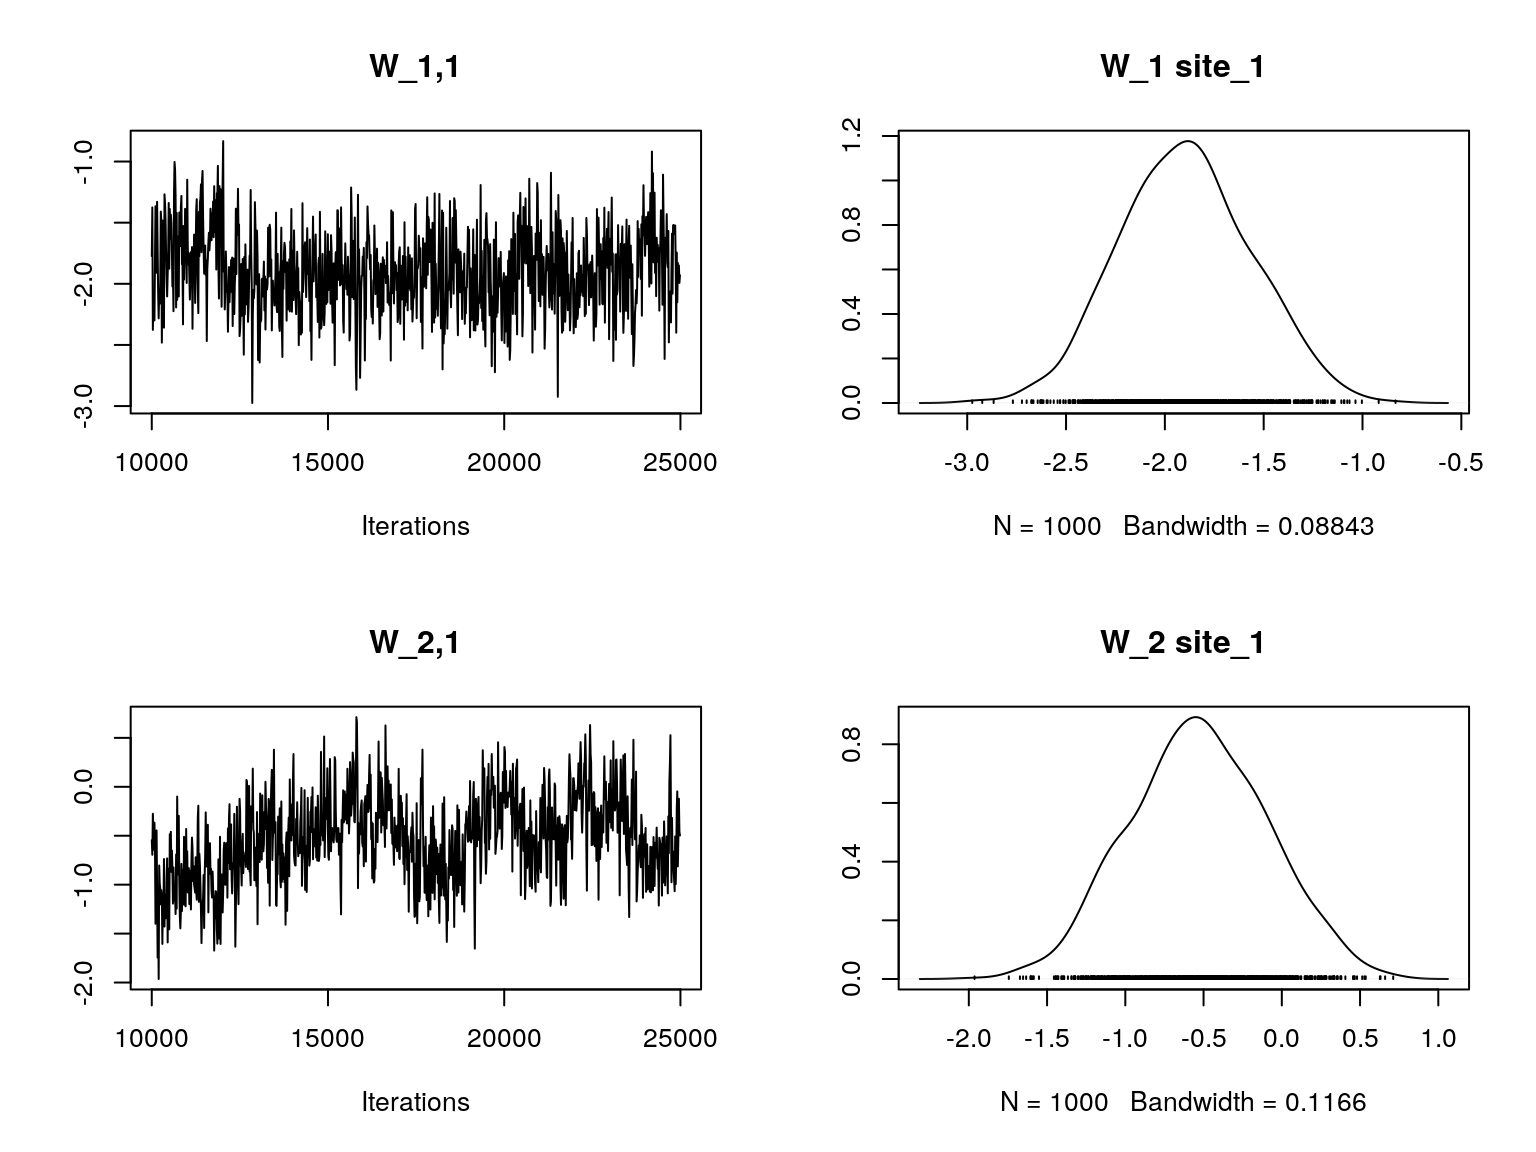 W_1,1
-1.0
-2.0
-3.0
10000 15000 20000 25000
Iterations
W_1 site_1
1.2
0.8
0.4
0.0
-3.0 -2.5 -2.0 -1.5 -1.0 -0.5
N = 1000 Bandwidth = 0.08843
W_2,1
0.0
-1.0
-2.0
10000 15000 20000 25000
Iterations
W_2 site_1
0.8
0.4
0.0
-2.0 -1.5 -1.0 -0.5 0.0 0.5 1.0
N = 1000 Bandwidth = 0.1166